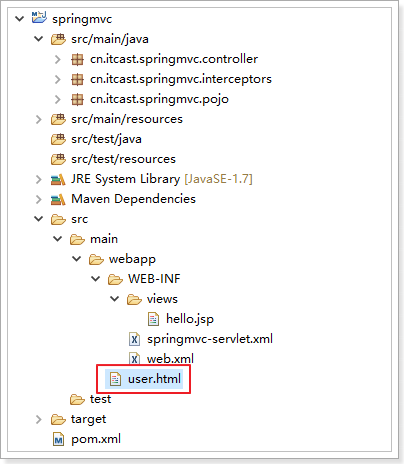 springmvc
src/main/java
cn.itcast.springmvc.controller
cn.itcast.springmvc.interceptors
cn.itcast.springmvc.pojo
src/main/resources
src/test/java
src/test/resources
JRE System Library [JavaSE-1.7]
Maven Dependencies
src
main
webapp
WEB-INF
views
hello.jsp
springmvc-servlet.xml
web.xml
user.html
test
target
pom.xml